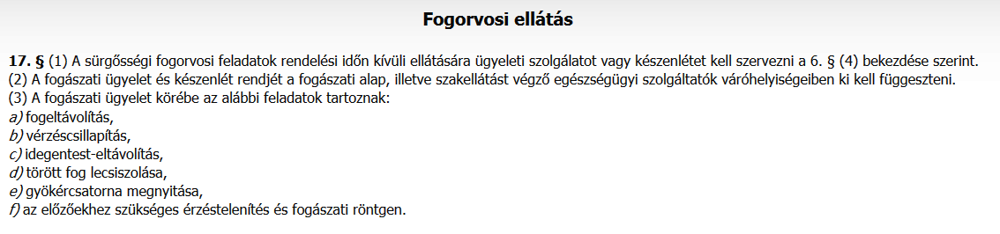 Fogorvosi ellátás
17. § (1) A sürgősségi fogorvosi feladatok rendelési időn kívüli ellátására ügyeleti szolgálatot vagy készenlétet kell szervezni a 6. § (4) bekezdése szerint.
(2) A fogászati ügyelet és készenlét rendjét a fogászati alap, illetve szakellátást végző egészségügyi szolgáltatók váróhelyiségeiben ki kell függeszteni.
(3) A fogászati ügyelet körébe az alábbi feladatok tartoznak:
a) fogeltávolítás,
b) vérzéscsillapítás,
c) idegentest-eltávolítás,
d) törött fog lecsiszolása,
e) gyökércsatorna megnyitása,
f) az előzőekhez szükséges érzéstelenítés és fogászati röntgen.